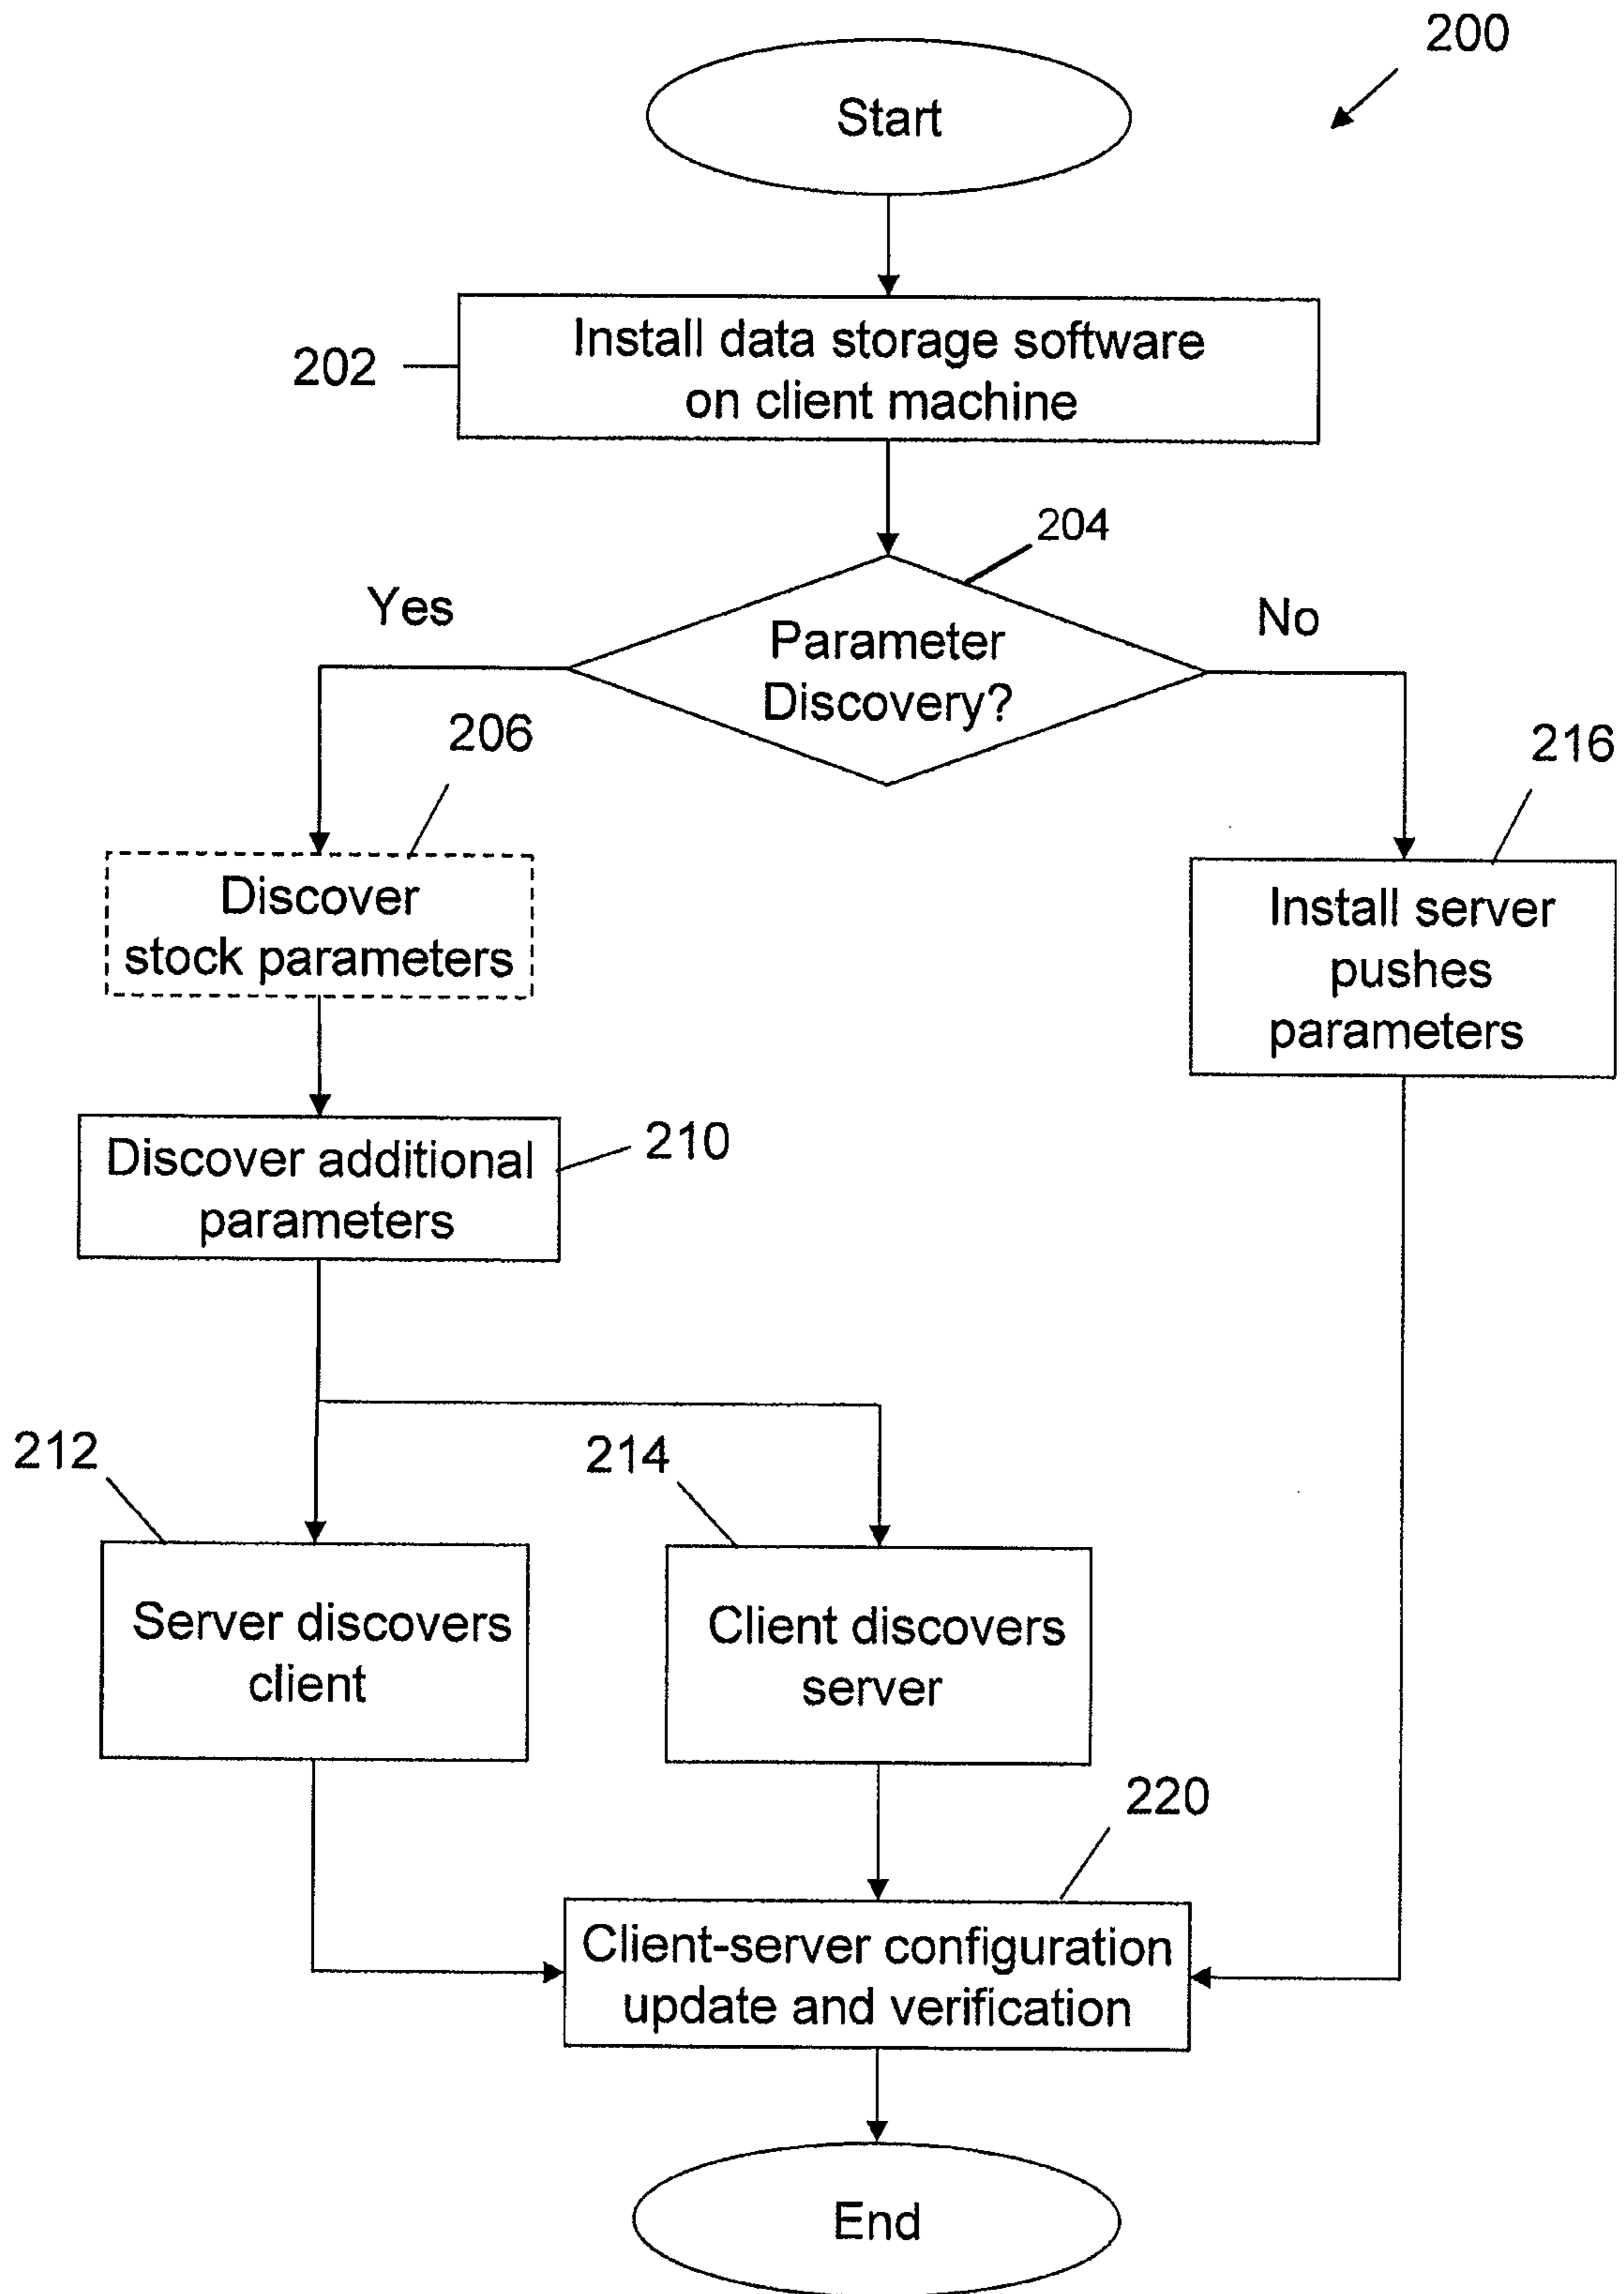 200
Start
202
Install data storage software
on client machine
204
Yes
Parameter
Discovery?
No
206
216
Discover
stock parameters
Install server
pushes
parameters
210
Discover additional
parameters
212
214
Server discovers
client
Client discovers
server
220
Client-server configuration
update and verification
End